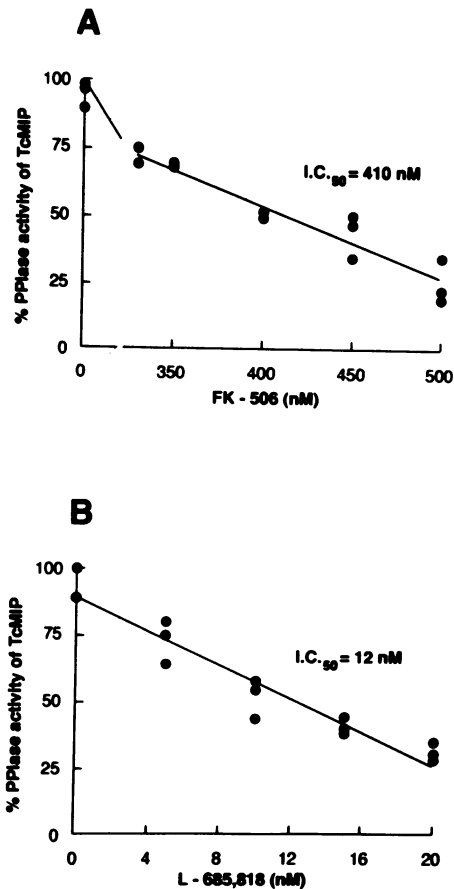 A
100
75
50
25
0
% PPIase activity of TcMIP
I.C.50 = 410 nM
0 350 400 450 500
FK - 506 (nM)
B
100
75
50
25
0
% PPIase activity of TcMIP
I.C.50 = 12 nM
0 4 8 12 16 20
L - 685,818 (nM)